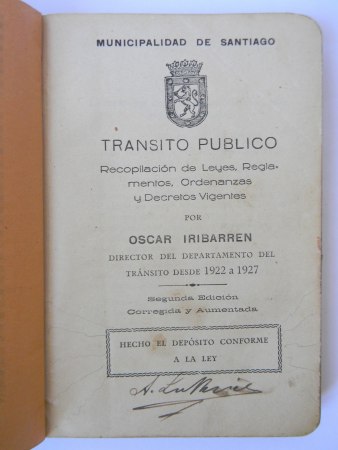 MUNICIPALIDAD DE SANTIAGO
TRANSITO PUBLICO
Recopilación de Leyes, Regla-
mentos, Ordenanzas
y Decretos Vigentes
POR
OSCAR IRIBARREN
DIRECTOR DEL DEPARTAMENTO DEL
TRÁNSITO DESDE 1922 a 1927
Segunda Edición
Corregida y Aumentada
HECHO EL DEPÓSITO CONFORME
A LA LEY